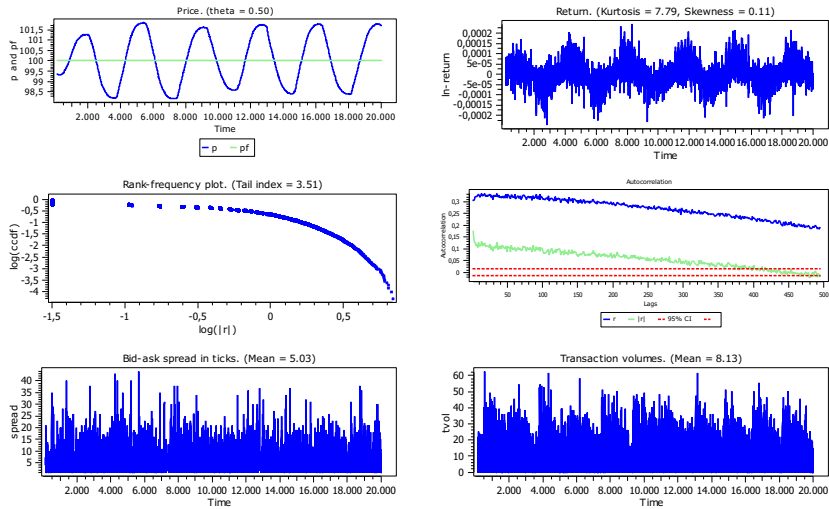 Price. (theta = 0.50)
p and pf
101,5
101
100,5
100
99,5
99
98,5
2.000 4.000 6.000 8.000 10.000 12.000 14.000 16.000 18.000 20.000
Time
p pf
Return. (Kurtosis = 7.79, Skewness = 0.11)
ln-return
0,0002
0,00015
0,0001
5e-05
0
-5e-05
-0,0001
-0,00015
-0,0002
2.000 4.000 6.000 8.000 10.000 12.000 14.000 16.000 18.000 20.000
Time
Rank-frequency plot. (Tail index = 3.51)
log(ccdf)
0
-0,5
-1
-1,5
-2
-2,5
-3
-3,5
-4
-1,5 -1 -0,5 0 0,5
log(|r|)
Autocorrelation
Autocorrelation
0,3
0,25
0,2
0,15
0,1
0,05
0
50 100 150 200 250 300 350 400 450 500
Lags
r |r| 95% CI
Bid-ask spread in ticks. (Mean = 5.03)
spread
40
35
30
25
20
15
10
5
2.000 4.000 6.000 8.000 10.000 12.000 14.000 16.000 18.000 20.000
Time
Transaction volumes. (Mean = 8.13)
tvol
60
50
40
30
20
10
0
2.000 4.000 6.000 8.000 10.000 12.000 14.000 16.000 18.000 20.000
Time